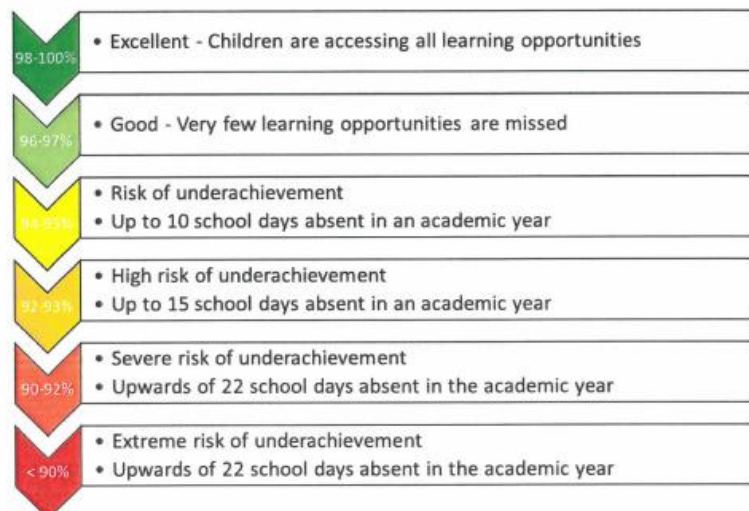 98-100%
• Excellent - Children are accessing all learning opportunities
96-97%
• Good - Very few learning opportunities are missed
94-95%
• Risk of underachievement
• Up to 10 school days absent in an academic year
92-93%
• High risk of underachievement
• Up to 15 school days absent in an academic year
90-92%
• Severe risk of underachievement
• Upwards of 22 school days absent in the academic year
< 90%
• Extreme risk of underachievement
• Upwards of 22 school days absent in the academic year